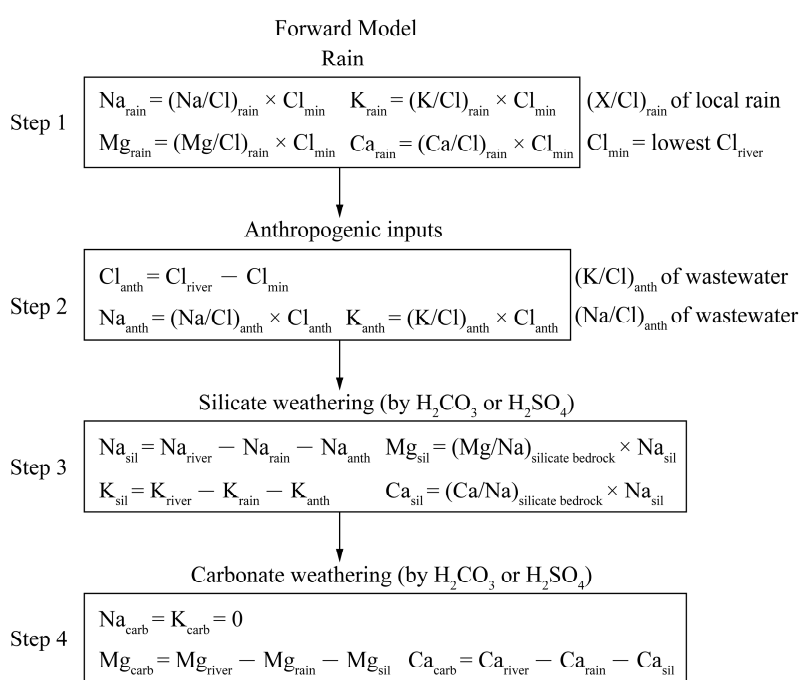 Forward Model
Rain
Step 1
Na_rain = (Na/Cl)_rain × Cl_min K_rain = (K/Cl)_rain × Cl_min (X/Cl)_rain of local rain
Mg_rain = (Mg/Cl)_rain × Cl_min Ca_rain = (Ca/Cl)_rain × Cl_min Cl_min = lowest Cl_river
Anthropogenic inputs
Step 2
Cl_anth = Cl_river − Cl_min (K/Cl)_anth of wastewater
Na_anth = (Na/Cl)_anth × Cl_anth K_anth = (K/Cl)_anth × Cl_anth (Na/Cl)_anth of wastewater
Silicate weathering (by H₂CO₃ or H₂SO₄)
Step 3
Na_sil = Na_river − Na_rain − Na_anth Mg_sil = (Mg/Na)_silicate bedrock × Na_sil
K_sil = K_river − K_rain − K_anth Ca_sil = (Ca/Na)_silicate bedrock × Na_sil
Carbonate weathering (by H₂CO₃ or H₂SO₄)
Step 4
Na_carb = K_carb = 0
Mg_carb = Mg_river − Mg_rain − Mg_sil Ca_carb = Ca_river − Ca_rain − Ca_sil